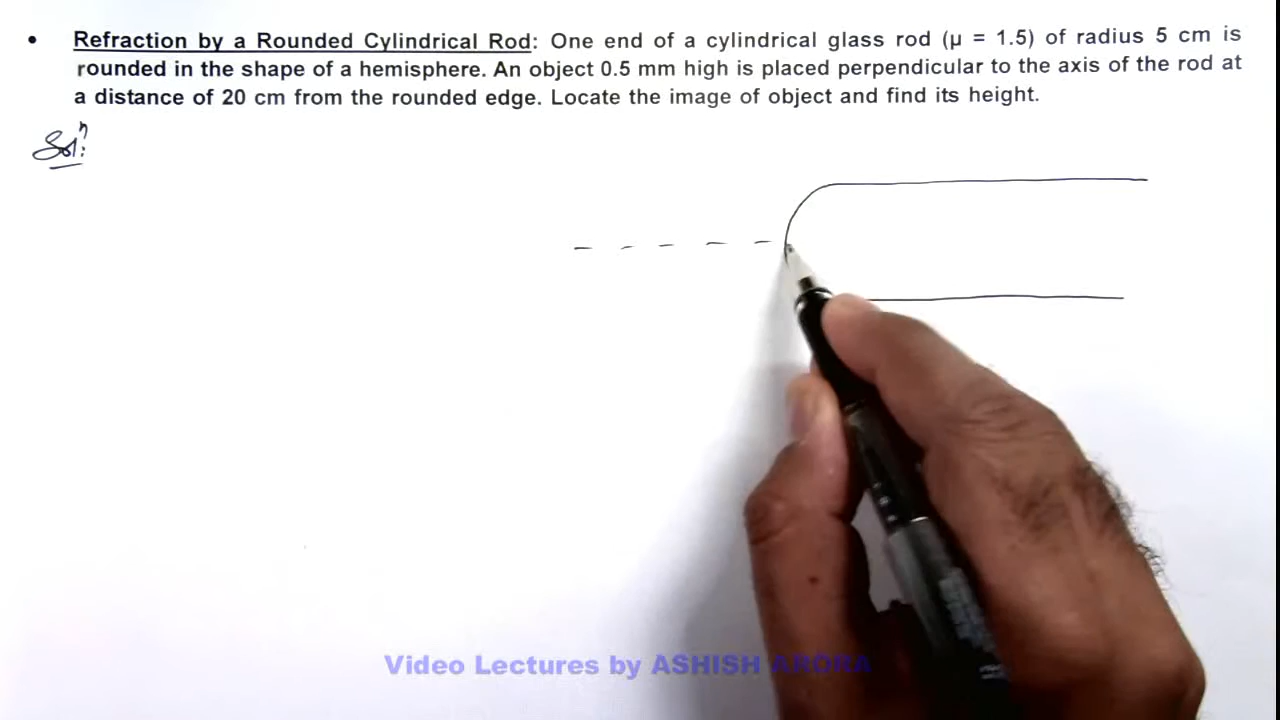 • Refraction by a Rounded Cylindrical Rod: One end of a cylindrical glass rod (μ = 1.5) of radius 5 cm is
rounded in the shape of a hemisphere. An object 0.5 mm high is placed perpendicular to the axis of the rod at
a distance of 20 cm from the rounded edge. Locate the image of object and find its height.
Solⁿ:
Video Lectures by ASHISH ARORA